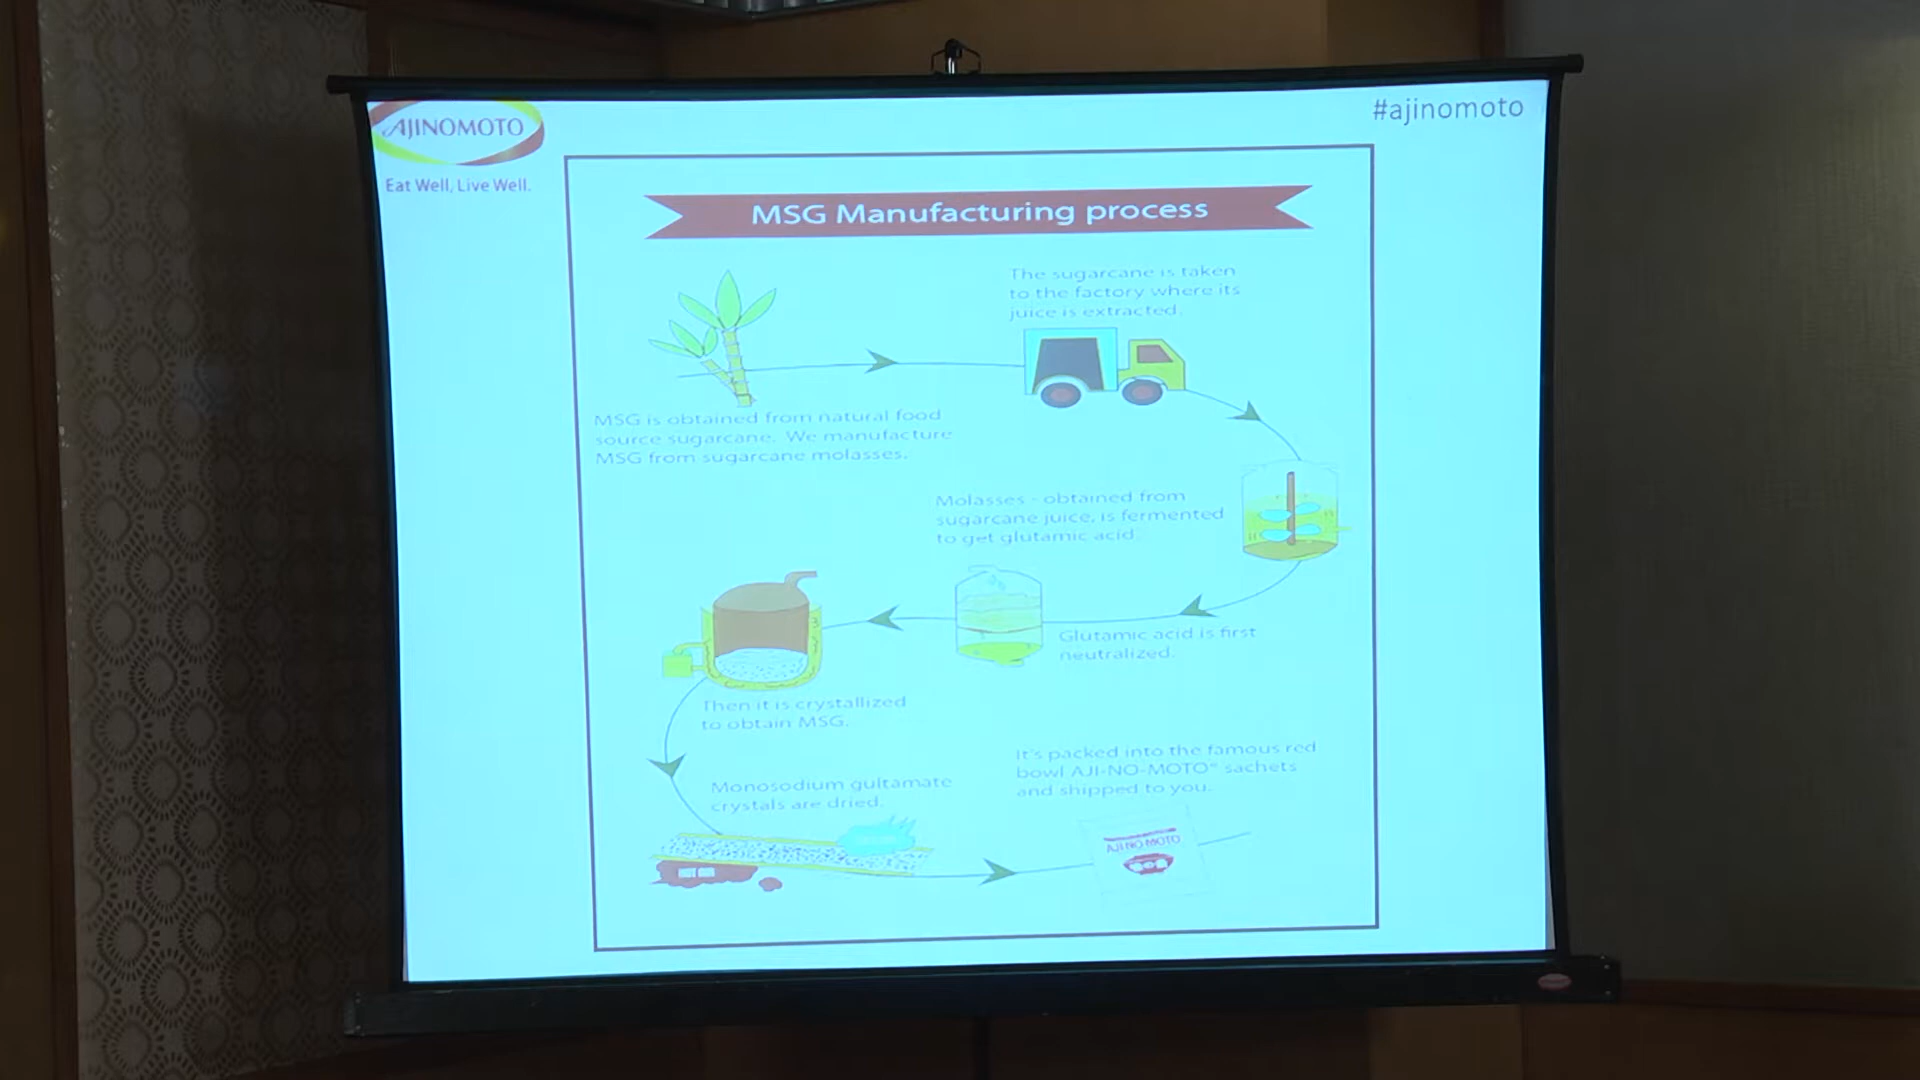 AJINOMOTO
Eat Well, Live Well.
#ajinomoto
MSG Manufacturing process
The sugarcane is taken
to the factory where its
juice is extracted.
MSG is obtained from natural food
source sugarcane. We manufacture
MSG from sugarcane molasses.
Molasses - obtained from
sugarcane juice, is fermented
to get glutamic acid.
Glutamic acid is first
neutralized.
Then it is crystallized
to obtain MSG.
Monosodium gultamate
crystals are dried.
It's packed into the famous red
bowl AJI-NO-MOTO® sachets
and shipped to you.
AJI NO MOTO